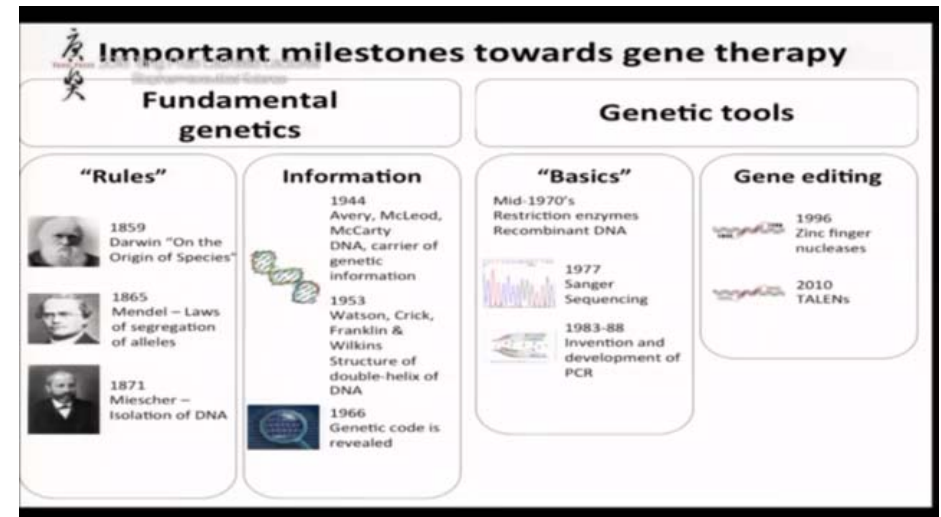 Important milestones towards gene therapy
Fundamental
genetics
Genetic tools
"Rules"
1859
Darwin "On the
Origin of Species"
1865
Mendel – Laws
of segregation
of alleles
1871
Miescher –
Isolation of DNA
Information
1944
Avery, McLeod,
McCarty
DNA, carrier of
genetic
information
1953
Watson, Crick,
Franklin &
Wilkins
Structure of
double-helix of
DNA
1966
Genetic code is
revealed
"Basics"
Mid-1970's
Restriction enzymes
Recombinant DNA
1977
Sanger
Sequencing
1983-88
Invention and
development of
PCR
Gene editing
1996
Zinc finger
nucleases
2010
TALENs